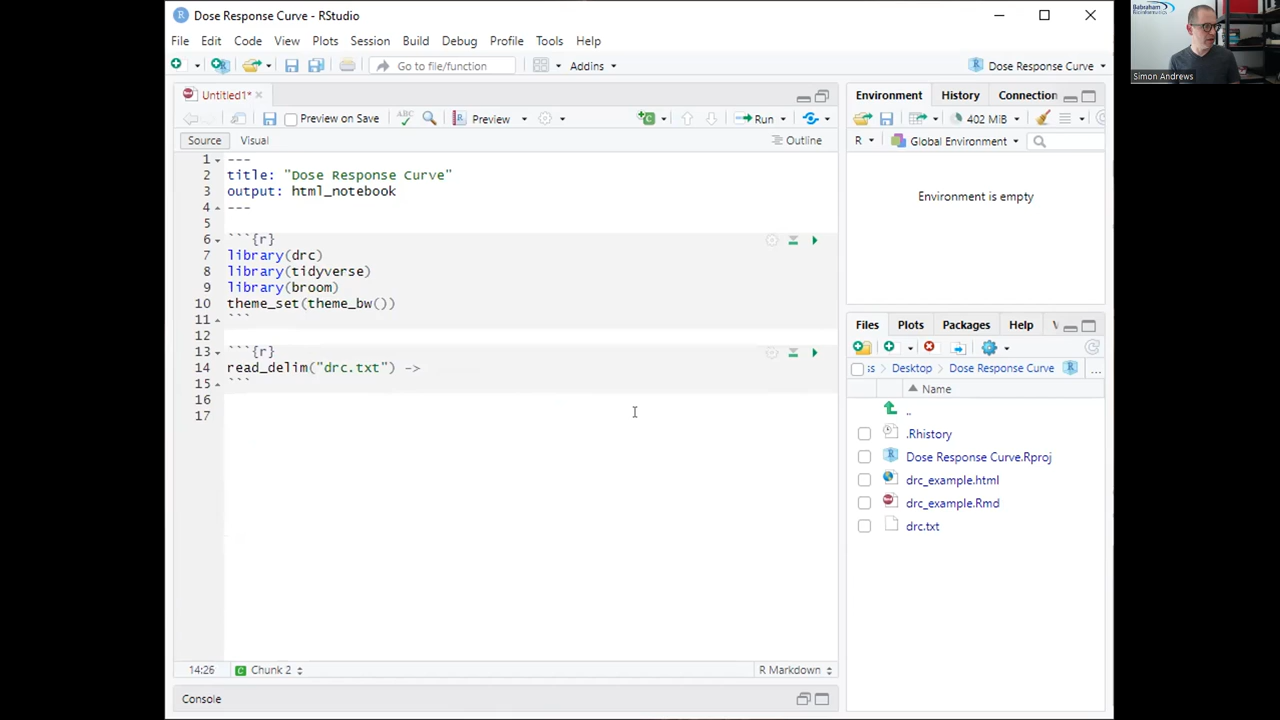 Dose Response Curve - RStudio
File Edit Code View Plots Session Build Debug Profile Tools Help
Go to file/function
Addins
Dose Response Curve
Untitled1*
Preview on Save
Preview
Run
Source
Visual
Outline
1 ---
2 title: "Dose Response Curve"
3 output: html_notebook
4 ---
5
6 ```{r}
7 library(drc)
8 library(tidyverse)
9 library(broom)
10 theme_set(theme_bw())
11 ```
12
13 ```{r}
14 read_delim("drc.txt") ->
15 ```
16
17
14:26
Chunk 2
R Markdown
Console
Environment
History
Connection
402 MiB
R
Global Environment
Environment is empty
Files
Plots
Packages
Help
V
Desktop
Dose Response Curve
...
Name
..
.Rhistory
Dose Response Curve.Rproj
drc_example.html
drc_example.Rmd
drc.txt
Babraham
Bioinformatics
Simon Andrews